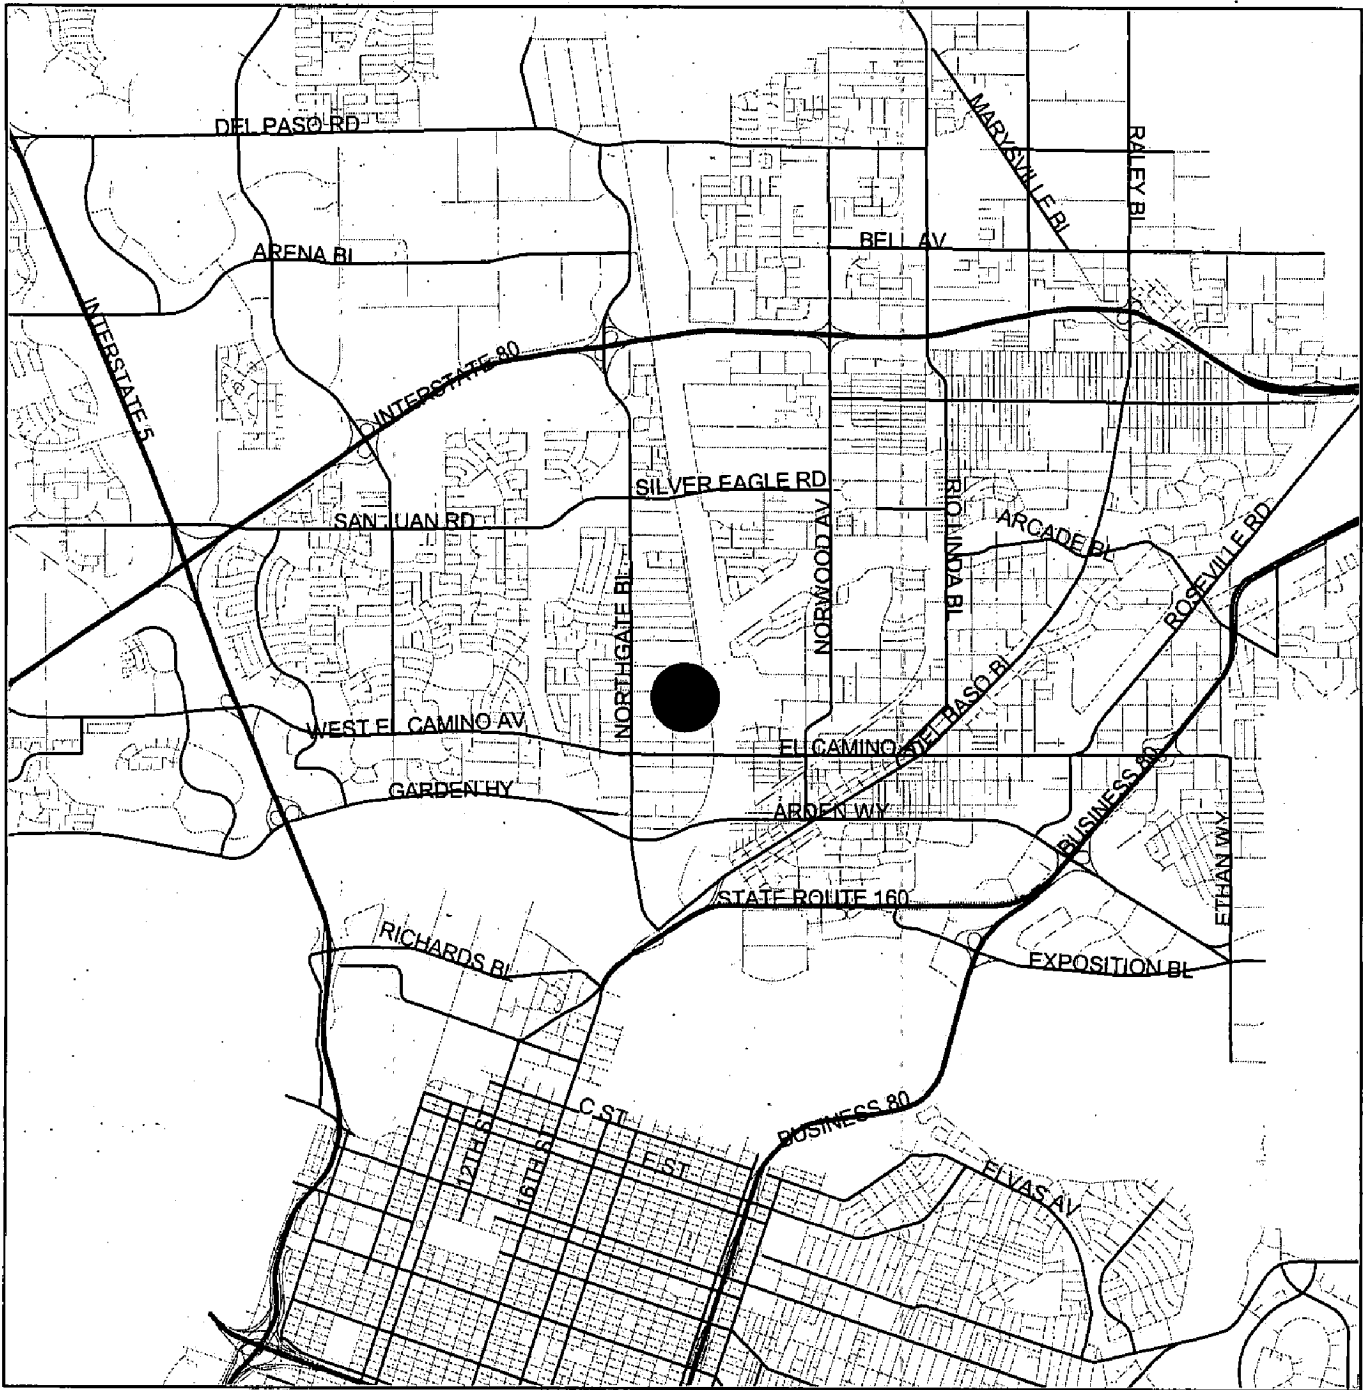 DEL PASO RD
MARYSVILLE BL
RALEY BL
BELL AV
ARENA BL
INTERSTATE 5
INTERSTATE 80
SILVER EAGLE RD
SAN JUAN RD
NORWOOD AV
RIO LINDA BL
ARCADE BL
ROSEVILLE RD
NORTHGATE BL
DEL PASO BL
WEST EL CAMINO AV
EL CAMINO
GARDEN HY
ARDEN WY
BUSINESS 80
ETHAN WY
STATE ROUTE 160
RICHARDS BL
EXPOSITION BL
C ST
BUSINESS 80
12TH ST
16TH ST
E ST
ELVAS AV